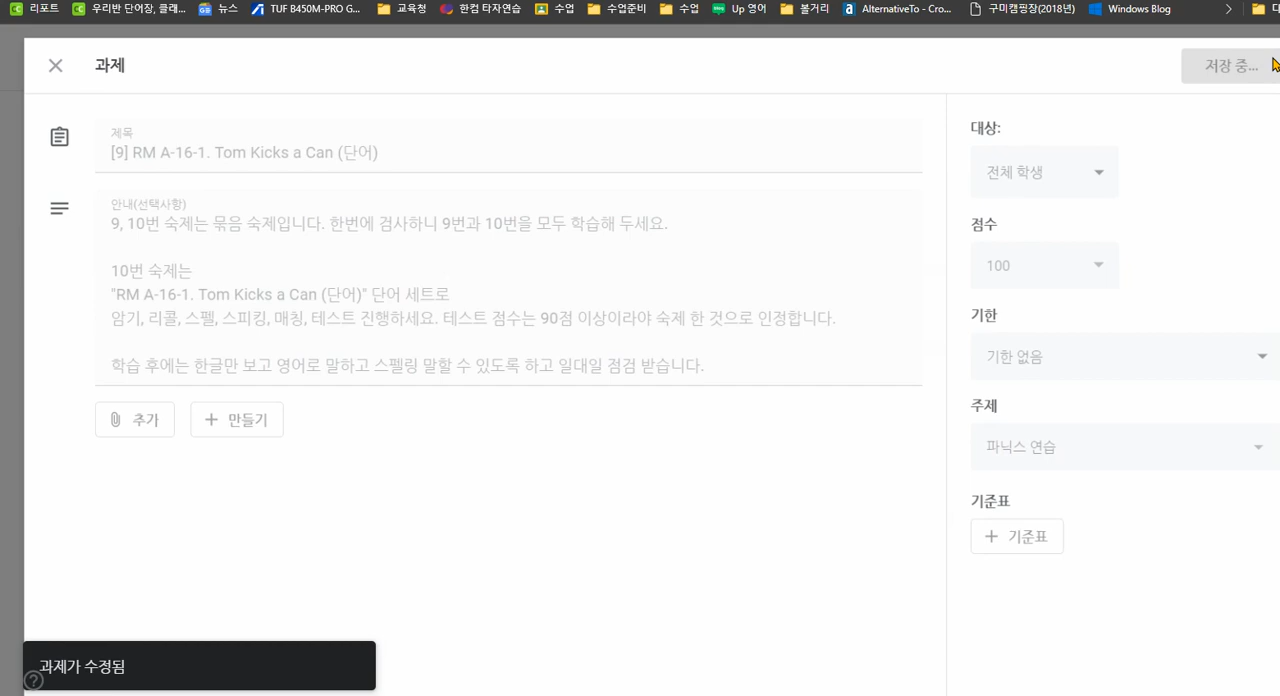 리포트 우리반 단어장, 클래... 뉴스 TUF B450M-PRO G... 교육청 한컴 타자연습 수업 수업준비 수업 Up 영어 볼거리 AlternativeTo - Cro... 구미캠핑장(2018년) Windows Blog
과제
저장 중...
제목
[9] RM A-16-1. Tom Kicks a Can (단어)
안내(선택사항)
9, 10번 숙제는 묶음 숙제입니다. 한번에 검사하니 9번과 10번을 모두 학습해 두세요.
10번 숙제는
"RM A-16-1. Tom Kicks a Can (단어)" 단어 세트로
암기, 리콜, 스펠, 스피킹, 매칭, 테스트 진행하세요. 테스트 점수는 90점 이상이라야 숙제 한 것으로 인정합니다.
학습 후에는 한글만 보고 영어로 말하고 스펠링 말할 수 있도록 하고 일대일 점검 받습니다.
추가
만들기
대상:
전체 학생
점수
100
기한
기한 없음
주제
파닉스 연습
기준표
기준표
과제가 수정됨